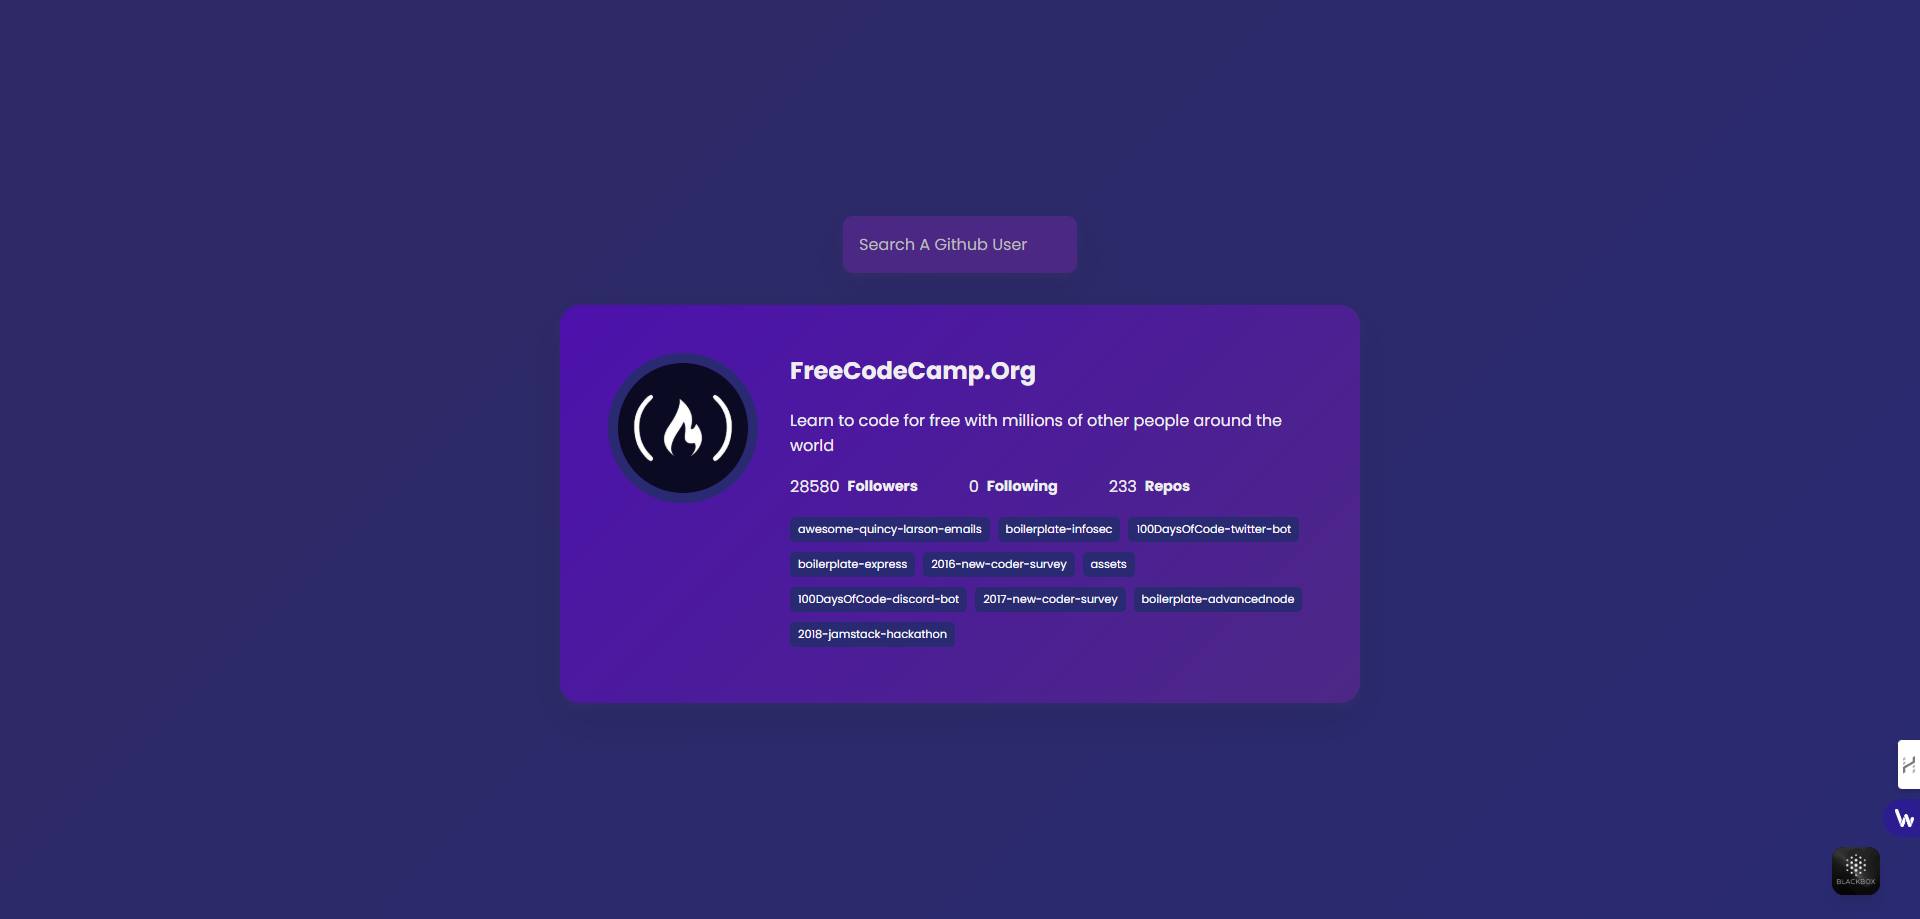 Search A Github User
FreeCodeCamp.Org
Learn to code for free with millions of other people around the
world
28580 Followers 0 Following 233 Repos
awesome-quincy-larson-emails boilerplate-infosec 100DaysOfCode-twitter-bot
boilerplate-express 2016-new-coder-survey assets
100DaysOfCode-discord-bot 2017-new-coder-survey boilerplate-advancednode
2018-jamstack-hackathon
BLACKBOX